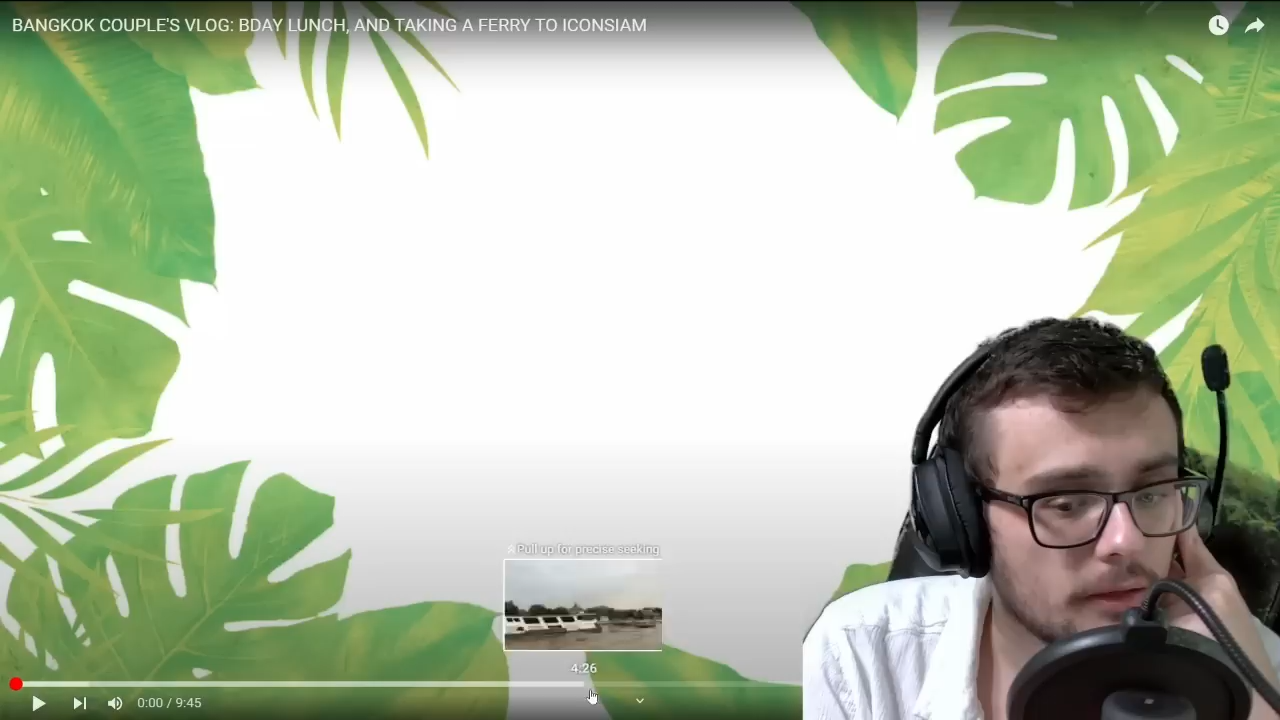 BANGKOK COUPLE'S VLOG: BDAY LUNCH, AND TAKING A FERRY TO ICONSIAM
Pull up for precise seeking
4:26
0:00 / 9:45